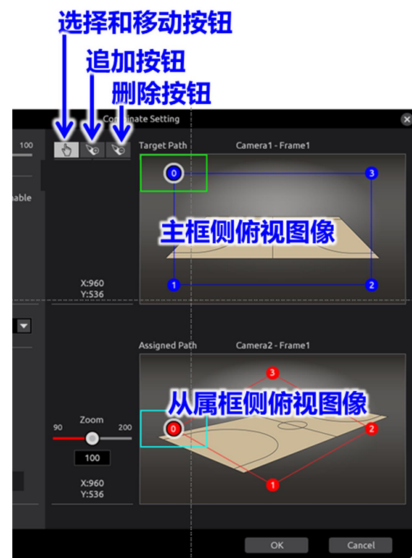 选择和移动按钮
追加按钮
删除按钮
Coordinate Setting
100
Target Path Camera1 - Frame1
0
3
主框侧俯视图像
1
2
X:960
Y:536
Assigned Path Camera2 - Frame1
3
从属框侧俯视图像
0
2
1
Zoom
90 200
100
X:960
Y:536
OK Cancel